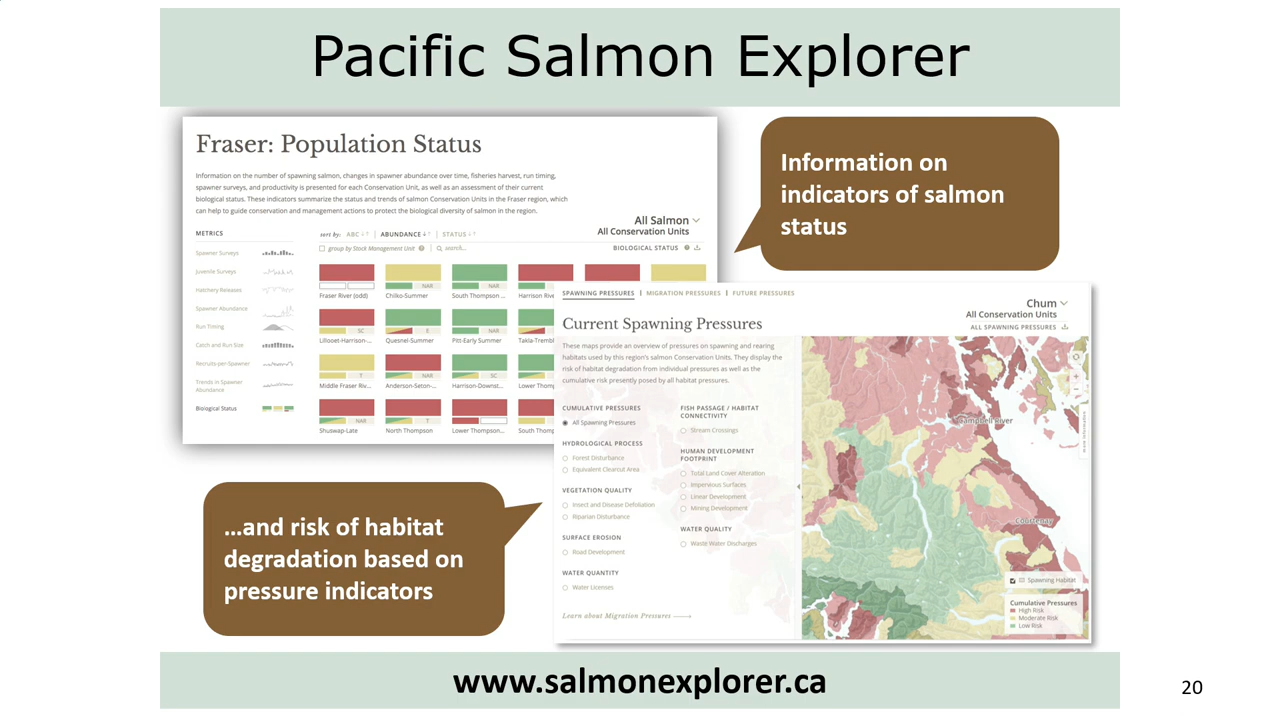 Pacific Salmon Explorer
Fraser: Population Status
Information on the number of spawning salmon, changes in spawner abundance over time, fisheries harvest, run timing,
spawner surveys, and productivity is presented for each Conservation Unit, as well as an assessment of their current
biological status. These indicators summarize the status and trends of salmon Conservation Units in the Fraser region, which
can help to guide conservation and management actions to protect the biological diversity of salmon in the region.
All Salmon
All Conservation Units
METRICS
sort by: ABC | ABUNDANCE | STATUS
group by Stock Management Unit | search...
BIOLOGICAL STATUS
Spawner Surveys
Juvenile Surveys
Hatchery Releases
Spawner Abundance
Run Timing
Catch and Run Size
Recruits-per-Spawner
Trends in Spawner
Abundance
Biological Status
NAR NAR
Fraser River (odd) Chilko-Summer South Thompson ... Harrison Rive
SC E NAR
Lillooet-Harrison-... Quesnel-Summer Pitt-Early Summer Takla-Trembl
T NAR SC
Middle Fraser Riv... Anderson-Seton-... Harrison-Downst... Lower Thomp
NAR T
Shuswap-Late North Thompson Lower Thompson... South Thomp
Information on
indicators of salmon
status
SPAWNING PRESSURES | MIGRATION PRESSURES | FUTURE PRESSURES
Chum
All Conservation Units
ALL SPAWNING PRESSURES
Current Spawning Pressures
These maps provide an overview of pressures on spawning and rearing
habitats used by this region's salmon Conservation Units. They display the
risk of habitat degradation from individual pressures as well as the
cumulative risk presently posed by all habitat pressures.
CUMULATIVE PRESSURES
All Spawning Pressures
HYDROLOGICAL PROCESS
Forest Disturbance
Equivalent Clearcut Area
VEGETATION QUALITY
Insect and Disease Defoliation
Riparian Disturbance
SURFACE EROSION
Road Development
WATER QUANTITY
Water Licenses
FISH PASSAGE / HABITAT
CONNECTIVITY
Stream Crossings
HUMAN DEVELOPMENT
FOOTPRINT
Total Land Cover Alteration
Impervious Surfaces
Linear Development
Mining Development
WATER QUALITY
Waste Water Discharges
Learn about Migration Pressures
Campbell River
Courtenay
Spawning Habitat
Cumulative Pressures
High Risk
Moderate Risk
Low Risk
...and risk of habitat
degradation based on
pressure indicators
www.salmonexplorer.ca
20